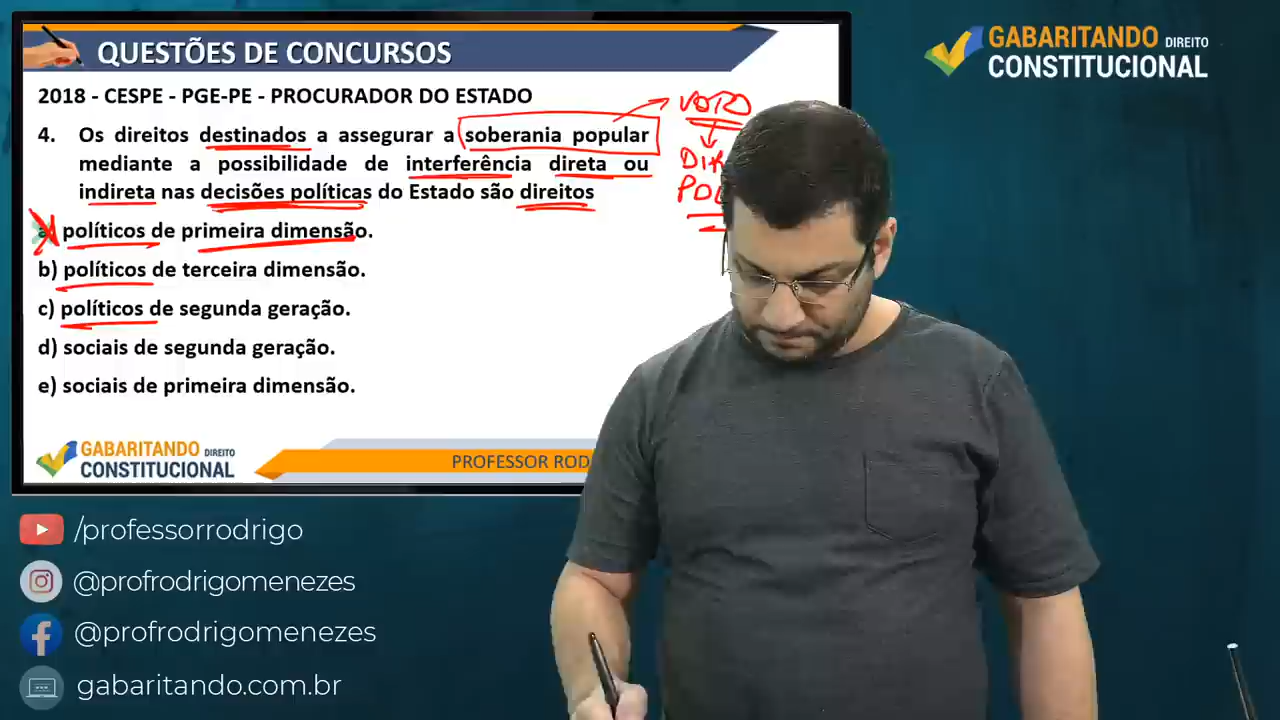 QUESTÕES DE CONCURSOS
GABARITANDO DIREITO
CONSTITUCIONAL
2018 - CESPE - PGE-PE - PROCURADOR DO ESTADO
VOTO
4. Os direitos destinados a assegurar a soberania popular
mediante a possibilidade de interferência direta ou
indireta nas decisões políticas do Estado são direitos
a) políticos de primeira dimensão.
b) políticos de terceira dimensão.
c) políticos de segunda geração.
d) sociais de segunda geração.
e) sociais de primeira dimensão.
GABARITANDO DIREITO
CONSTITUCIONAL
PROFESSOR
/professorrodrigo
@profrodrigomenezes
@profrodrigomenezes
gabaritando.com.br